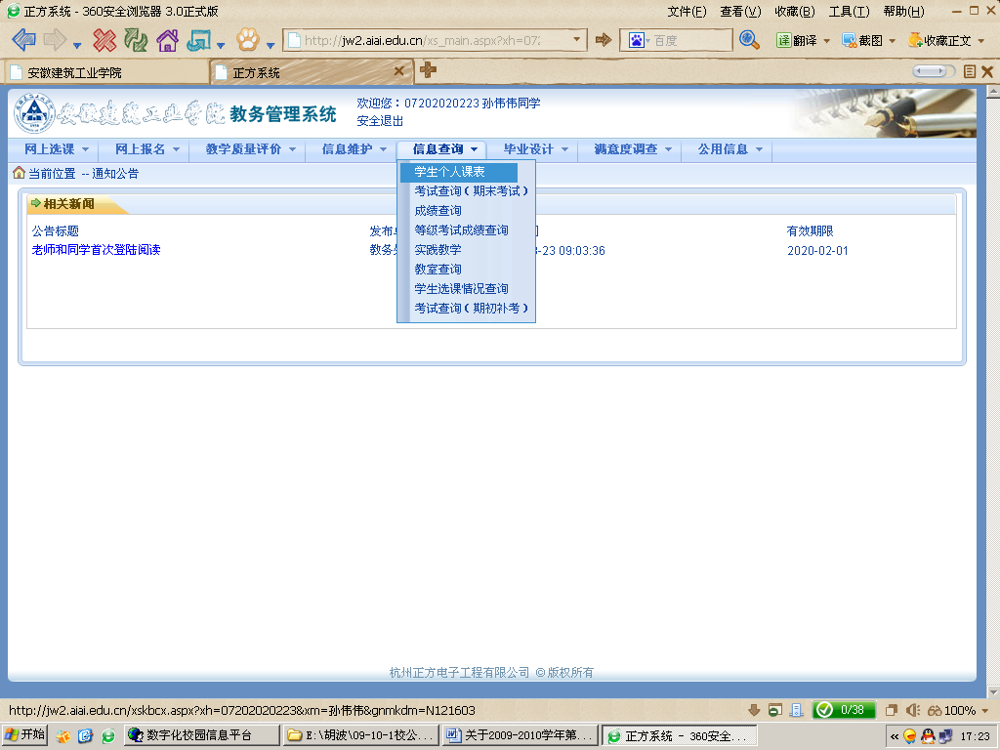 正方系统 - 360安全浏览器 3.0正式版
文件(F) 查看(V) 收藏(B) 工具(T) 帮助(H)
http://jw2.aiai.edu.cn/xs_main.aspx?xh=072
百度
翻译
截图
收藏正文
安徽建筑工业学院
正方系统
安徽建筑工业学院 教务管理系统
欢迎您：07202020223 孙伟伟同学
安全退出
网上选课 网上报名 教学质量评价 信息维护 信息查询 毕业设计 满意度调查 公用信息
当前位置 -- 通知公告
学生个人课表
考试查询（期末考试）
成绩查询
等级考试成绩查询
实践教学
教室查询
学生选课情况查询
考试查询（期初补考）
相关新闻
公告标题 发布 有效期限
老师和同学首次登陆阅读 教务 -23 09:03:36 2020-02-01
杭州正方电子工程有限公司 ©版权所有
http://jw2.aiai.edu.cn/xskbcx.aspx?xh=07202020223&xm=孙伟伟&gnmkdm=N121603
0/38
100%
开始
数字化校园信息平台
E:\胡波\09-10-1校公...
关于2009-2010学年第...
正方系统 - 360安全...
17:23